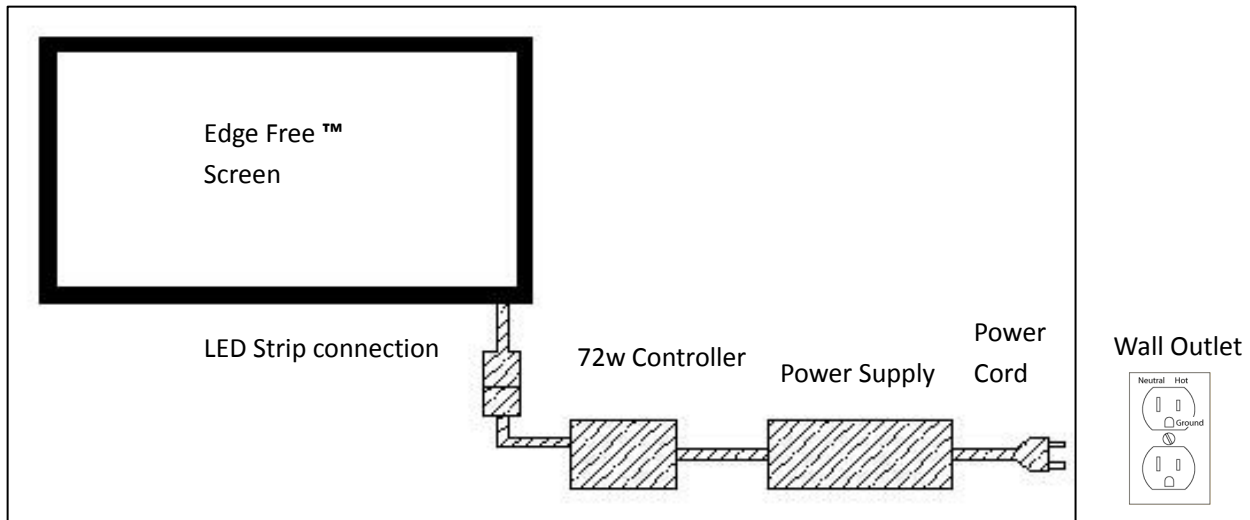 Edge Free ™
Screen
LED Strip connection
72w Controller
Power Supply
Power
Cord
Wall Outlet
Neutral Hot
Ground